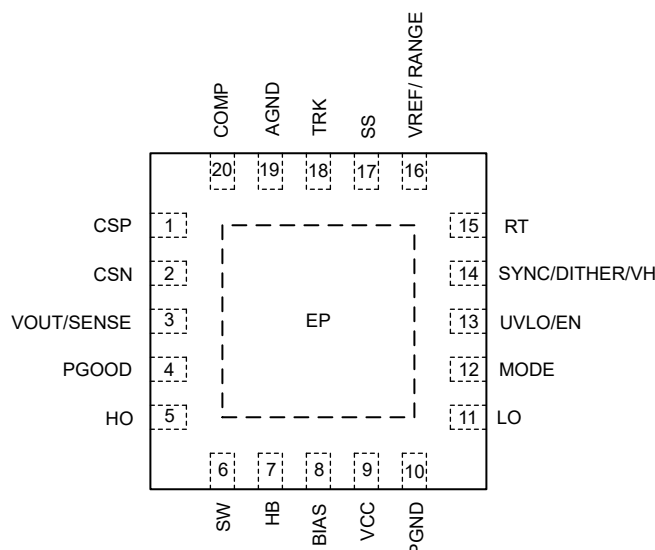 COMP
AGND
TRK
SS
VREF/ RANGE
20
19
18
17
16
CSP 1
15 RT
CSN 2
14 SYNC/DITHER/VH
VOUT/SENSE 3
EP
13 UVLO/EN
PGOOD 4
12 MODE
HO 5
11 LO
6
7
8
9
10
SW
HB
BIAS
VCC
PGND